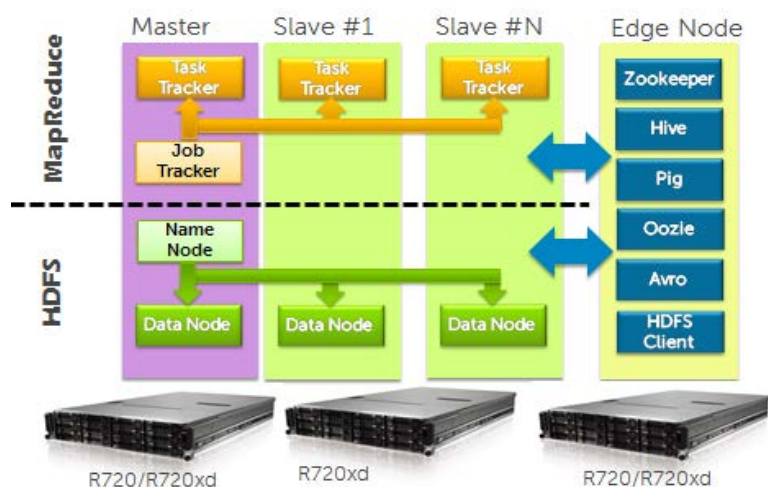 Master
Slave #1
Slave #N
Edge Node
MapReduce
Task
Tracker
Task
Tracker
Task
Tracker
Job
Tracker
Zookeeper
Hive
Pig
HDFS
Name
Node
Data Node
Data Node
Data Node
Oozie
Avro
HDFS
Client
R720/R720xd
R720xd
R720/R720xd